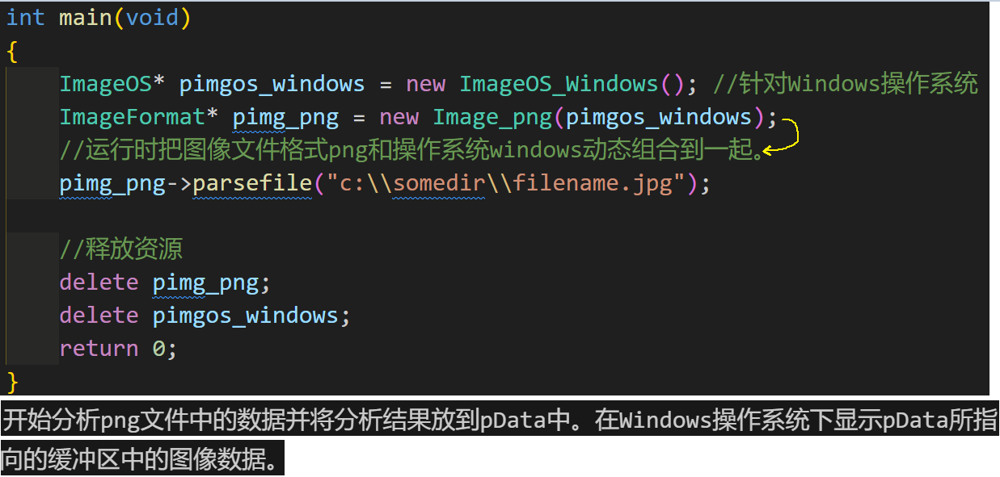 int main(void)
{
ImageOS* pimgos_windows = new ImageOS_Windows(); //针对Windows操作系统
ImageFormat* pimg_png = new Image_png(pimgos_windows);
//运行时把图像文件格式png和操作系统windows动态组合到一起。
pimg_png->parsefile("c:\\somedir\\filename.jpg");
//释放资源
delete pimg_png;
delete pimgos_windows;
return 0;
}
开始分析png文件中的数据并将分析结果放到pData中。在Windows操作系统下显示pData所指
向的缓冲区中的图像数据。